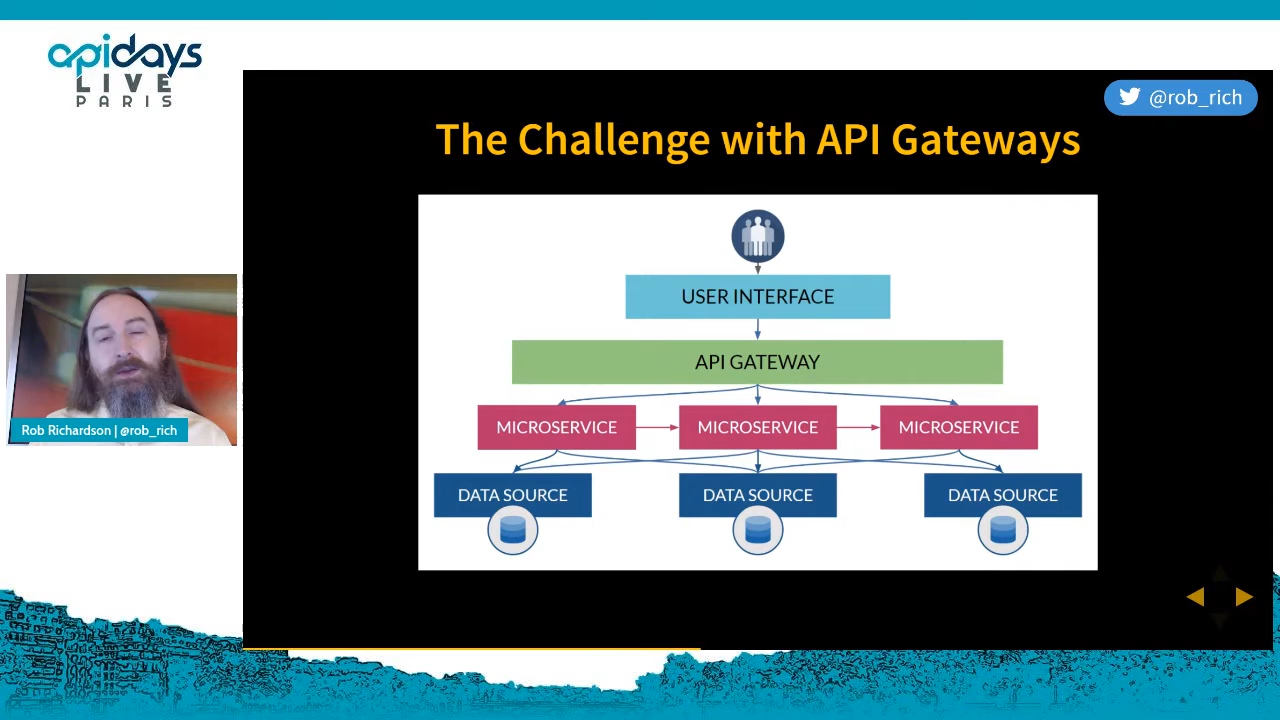 apidays
LIVE
PARIS
@rob_rich
The Challenge with API Gateways
USER INTERFACE
API GATEWAY
MICROSERVICE
MICROSERVICE
MICROSERVICE
DATA SOURCE
DATA SOURCE
DATA SOURCE
Rob Richardson | @rob_rich